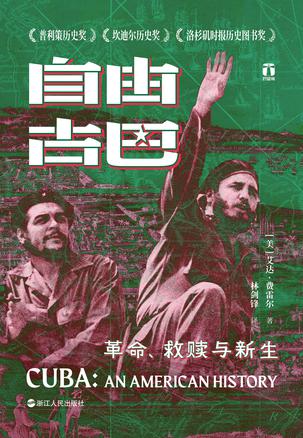 普利策历史奖
坎迪尔历史奖
洛杉矶时报历史图书奖
自由
古巴
[美]艾达·费雷尔 著
林剑锋 译
革命、救赎与新生
CUBA: AN AMERICAN HISTORY
浙江人民出版社